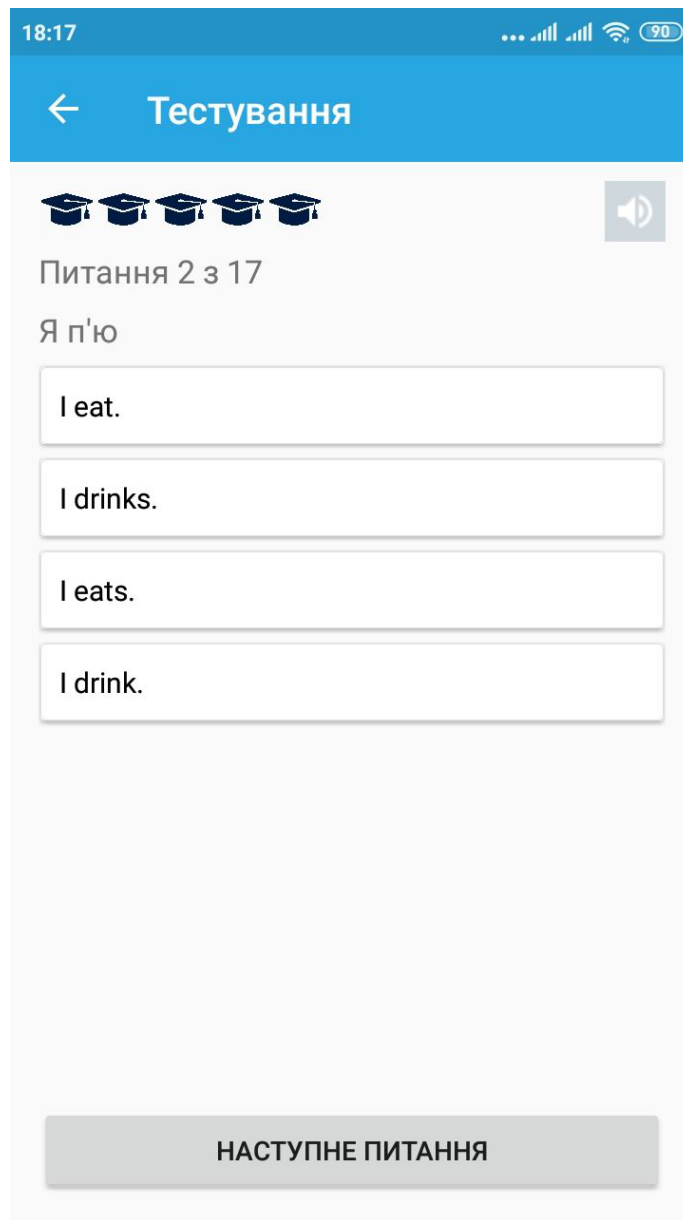 18:17
90
Тестування
Питання 2 з 17
Я п'ю
I eat.
I drinks.
I eats.
I drink.
НАСТУПНЕ ПИТАННЯ